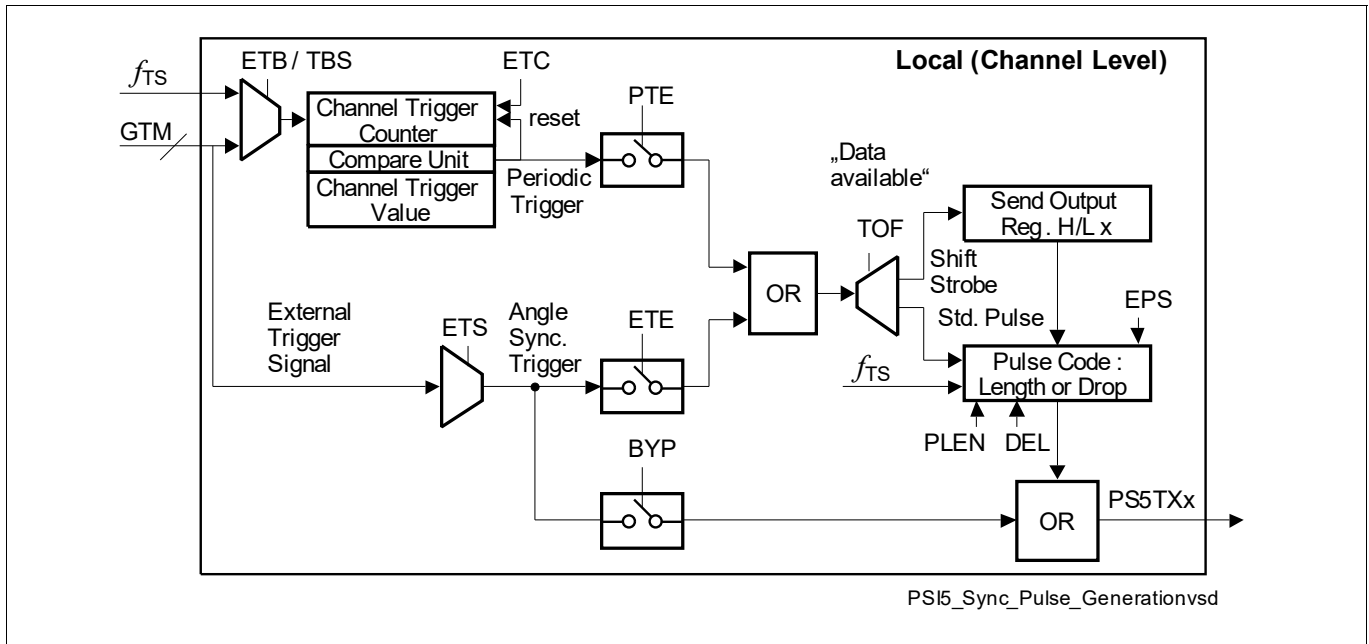 Local (Channel Level)
ETB / TBS
ETC
fTS
GTM
Channel Trigger
Counter
reset
Compare Unit
Channel Trigger
Value
Periodic
Trigger
PTE
„Data
available“
Send Output
Reg. H/L x
TOF
Shift
Strobe
OR
Std. Pulse
EPS
External
Trigger
Signal
ETS
Angle
Sync.
Trigger
ETE
fTS
Pulse Code :
Length or Drop
PLEN
DEL
BYP
OR
PS5TXx
PSI5_Sync_Pulse_Generationvsd